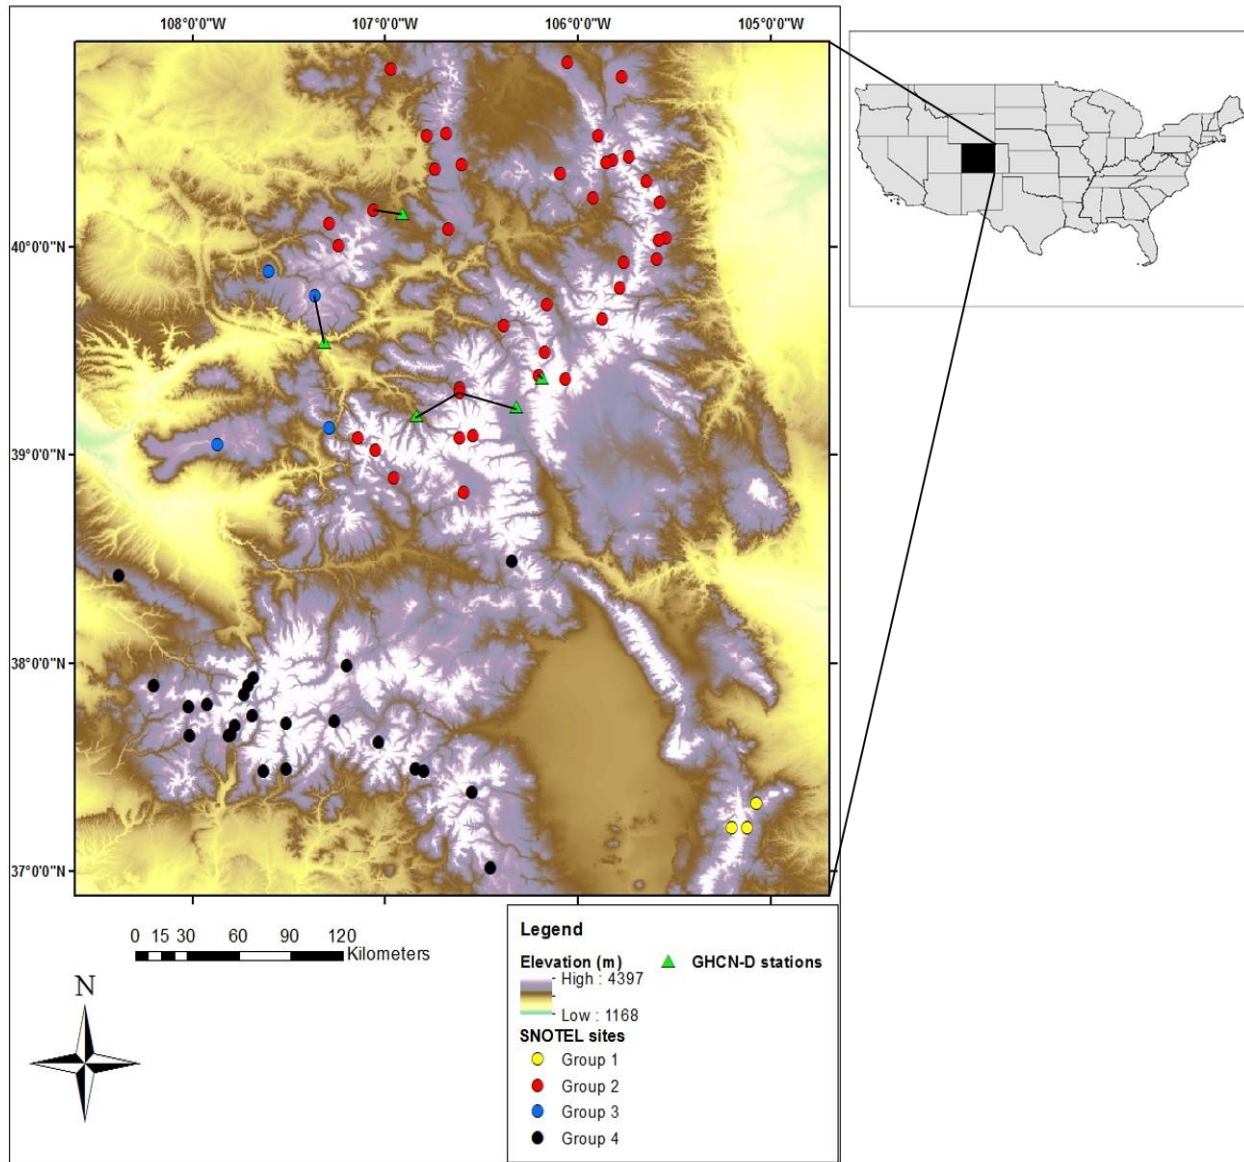 108°0'0"W 107°0'0"W 106°0'0"W 105°0'0"W
40°0'0"N
39°0'0"N
38°0'0"N
37°0'0"N
0 15 30 60 90 120
Kilometers
N
Legend
Elevation (m)
GHCN-D stations
High : 4397
Low : 1168
SNOTEL sites
Group 1
Group 2
Group 3
Group 4